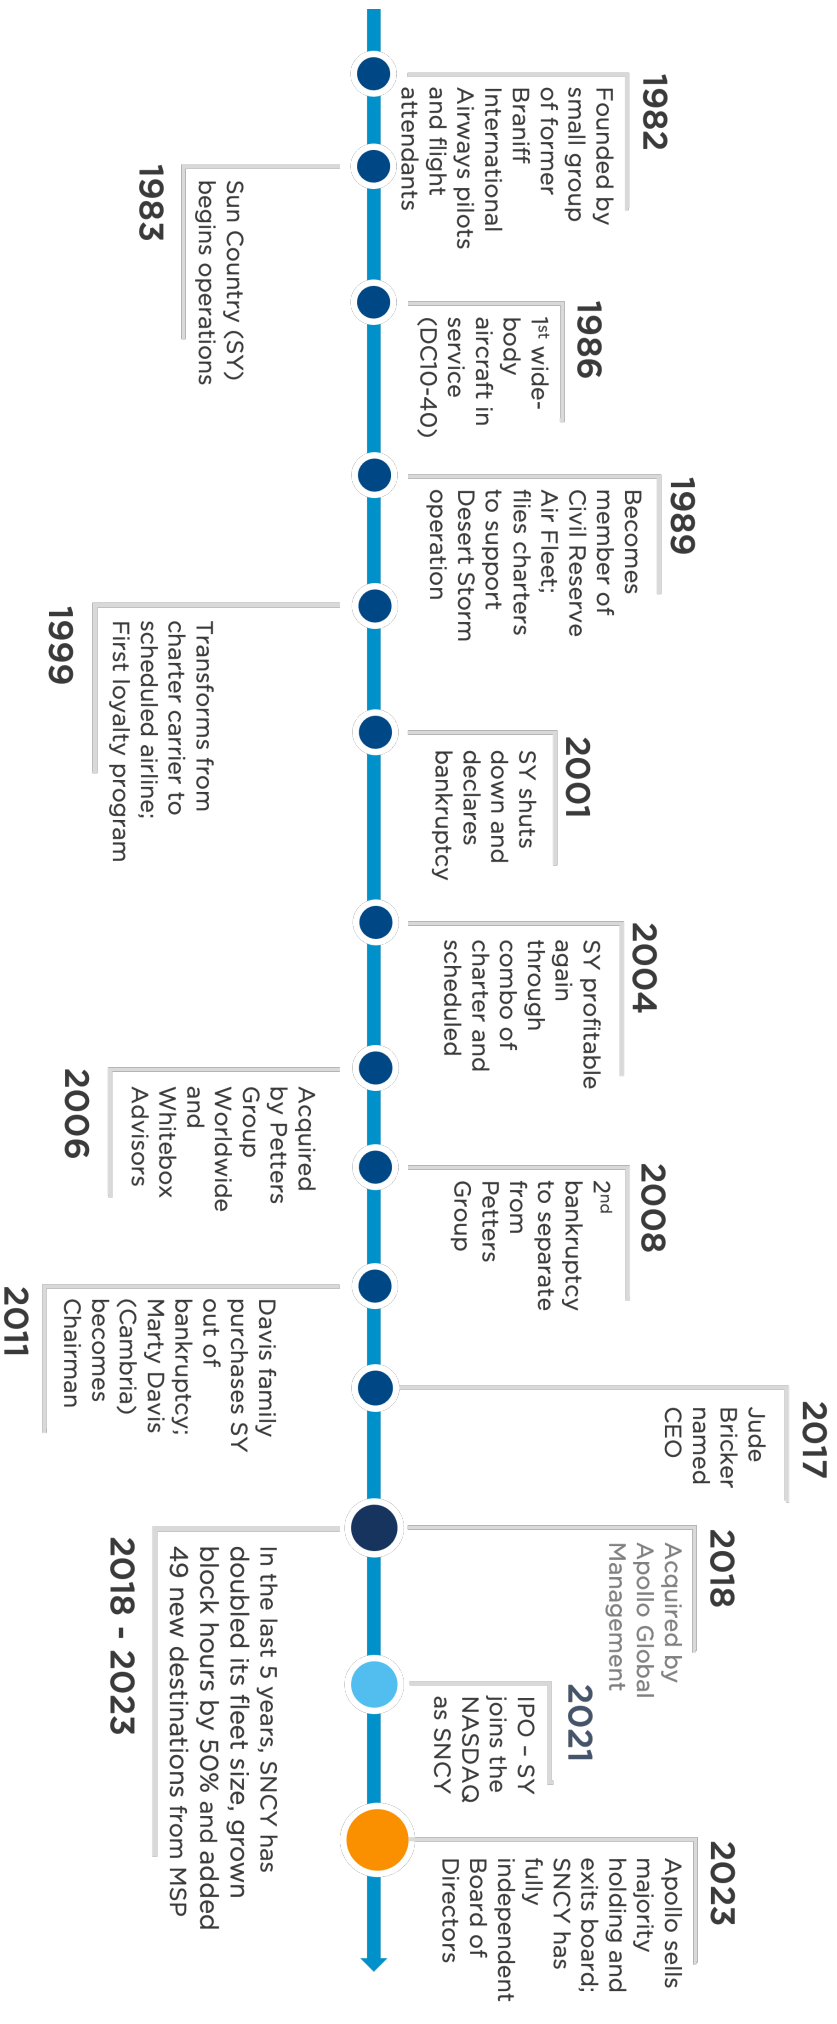 1982
Founded by
small group
of former
Braniff
International
Airways pilots
and flight
attendants
1983
Sun Country (SY)
begins operations
1986
1st wide-
body
aircraft in
service
(DC10-40)
1989
Becomes
member of
Civil Reserve
Air Fleet;
flies charters
to support
Desert Storm
operation
1999
Transforms from
charter carrier to
scheduled airline;
First loyalty program
2001
SY shuts
down and
declares
bankruptcy
2004
SY profitable
again
through
combo of
charter and
scheduled
2006
Acquired
by Petters
Group
Worldwide
and
Whitebox
Advisors
2008
2nd
bankruptcy
to separate
from
Petters
Group
2011
Davis family
purchases SY
out of
bankruptcy;
Marty Davis
(Cambria)
becomes
Chairman
2017
Jude
Bricker
named
CEO
2018
Acquired by
Apollo Global
Management
2018 - 2023
In the last 5 years, SNCY has
doubled its fleet size, grown
block hours by 50% and added
49 new destinations from MSP
2021
IPO – SY
joins the
NASDAQ
as SNCY
2023
Apollo sells
majority
holding and
exits board;
SNCY has
fully
independent
Board of
Directors